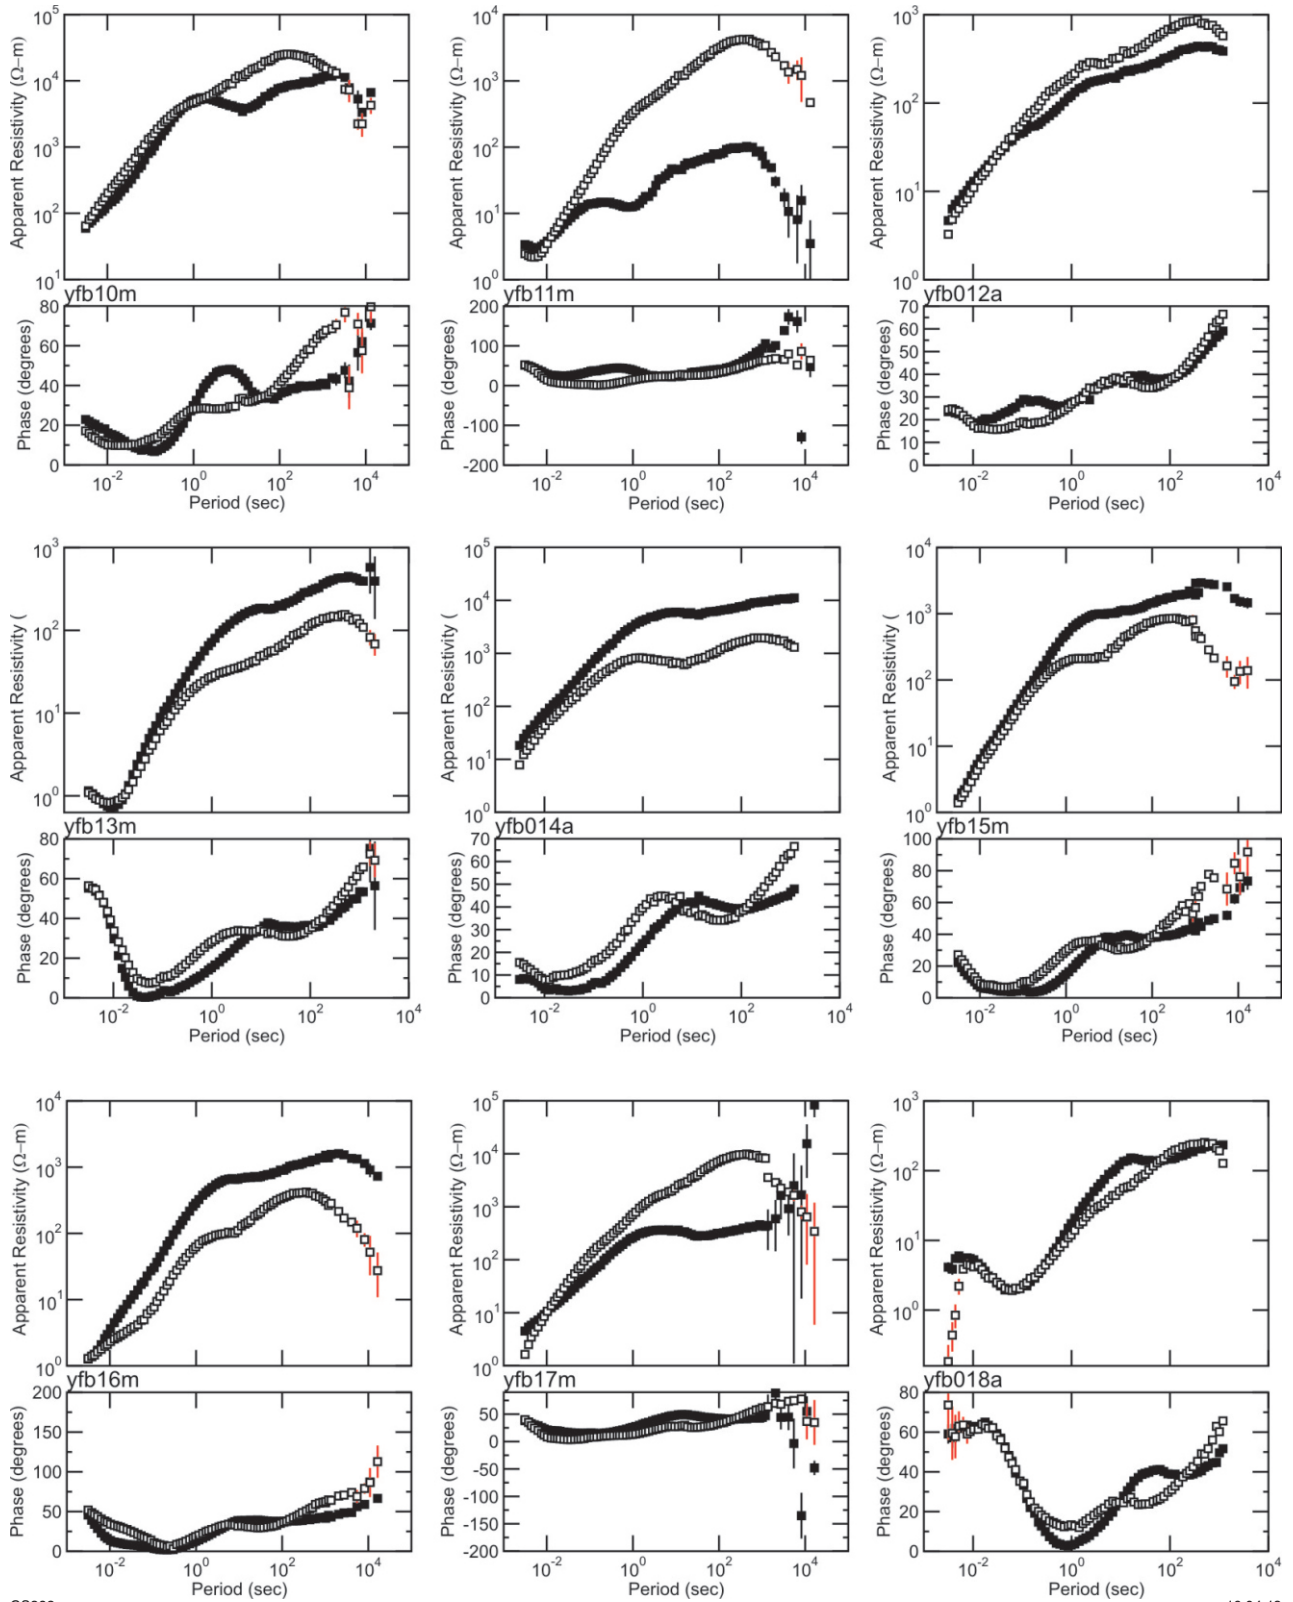 10^5
10^4
10^3
10^2
10^1
Apparent Resistivity (Ω–m)
10^4
10^3
10^2
10^1
10^0
Apparent Resistivity (Ω–m)
10^3
10^2
10^1
10^0
Apparent Resistivity (Ω–m)
yfb10m
yfb11m
yfb012a
80
60
40
20
0
Phase (degrees)
200
100
0
-100
-200
Phase (degrees)
70
60
50
40
30
20
10
0
Phase (degrees)
10^-2 10^0 10^2 10^4
10^-2 10^0 10^2 10^4
10^-2 10^0 10^2 10^4
Period (sec)
Period (sec)
Period (sec)
10^3
10^2
10^1
10^0
Apparent Resistivity (
10^5
10^4
10^3
10^2
10^1
10^0
Apparent Resistivity (
10^4
10^3
10^2
10^1
10^0
Apparent Resistivity (
yfb13m
yfb014a
yfb15m
80
60
40
20
0
Phase (degrees)
70
60
50
40
30
20
10
0
Phase (degrees)
100
80
60
40
20
0
Phase (degrees)
10^-2 10^0 10^2 10^4
10^-2 10^0 10^2 10^4
10^-2 10^0 10^2 10^4
Period (sec)
Period (sec)
Period (sec)
10^4
10^3
10^2
10^1
10^0
Apparent Resistivity (Ω–m)
10^5
10^4
10^3
10^2
10^1
10^0
Apparent Resistivity (Ω–m)
10^3
10^2
10^1
10^0
Apparent Resistivity (Ω–m)
yfb16m
yfb17m
yfb018a
200
150
100
50
0
Phase (degrees)
50
0
-50
-100
-150
-200
Phase (degrees)
80
60
40
20
0
Phase (degrees)
10^-2 10^0 10^2 10^4
10^-2 10^0 10^2 10^4
10^-2 10^0 10^2 10^4
Period (sec)
Period (sec)
Period (sec)